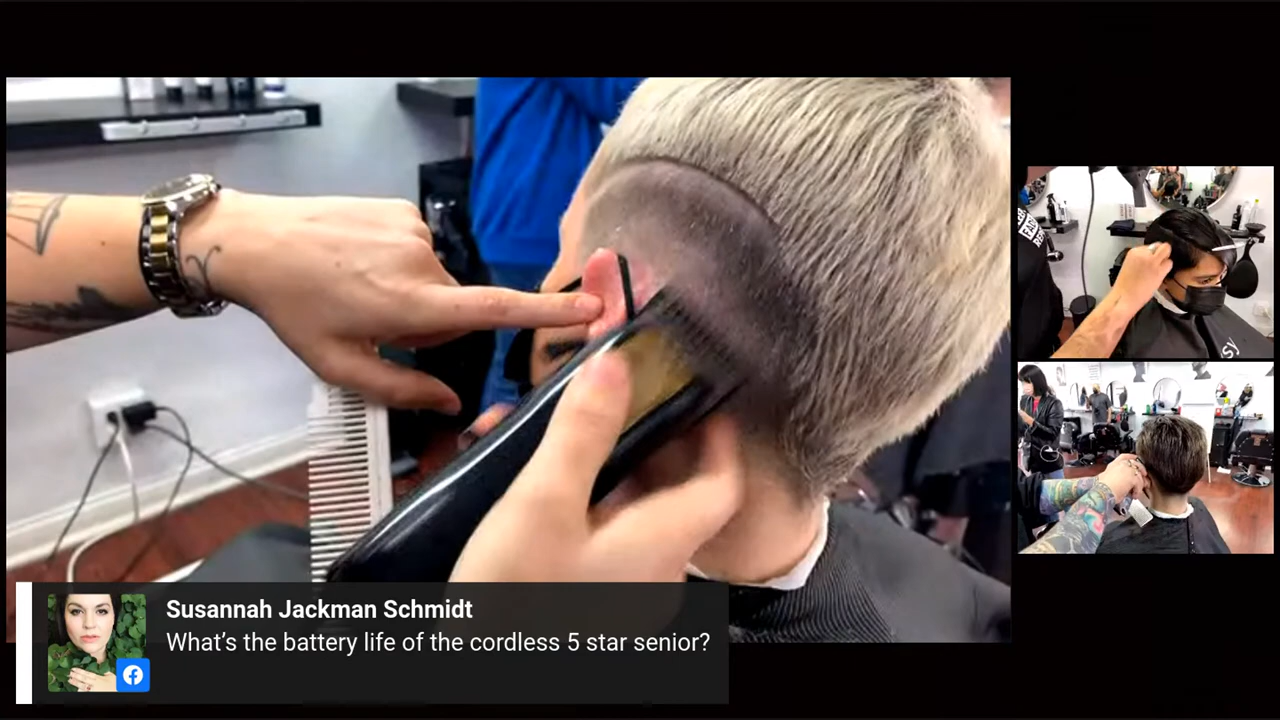 Susannah Jackman Schmidt
What’s the battery life of the cordless 5 star senior?